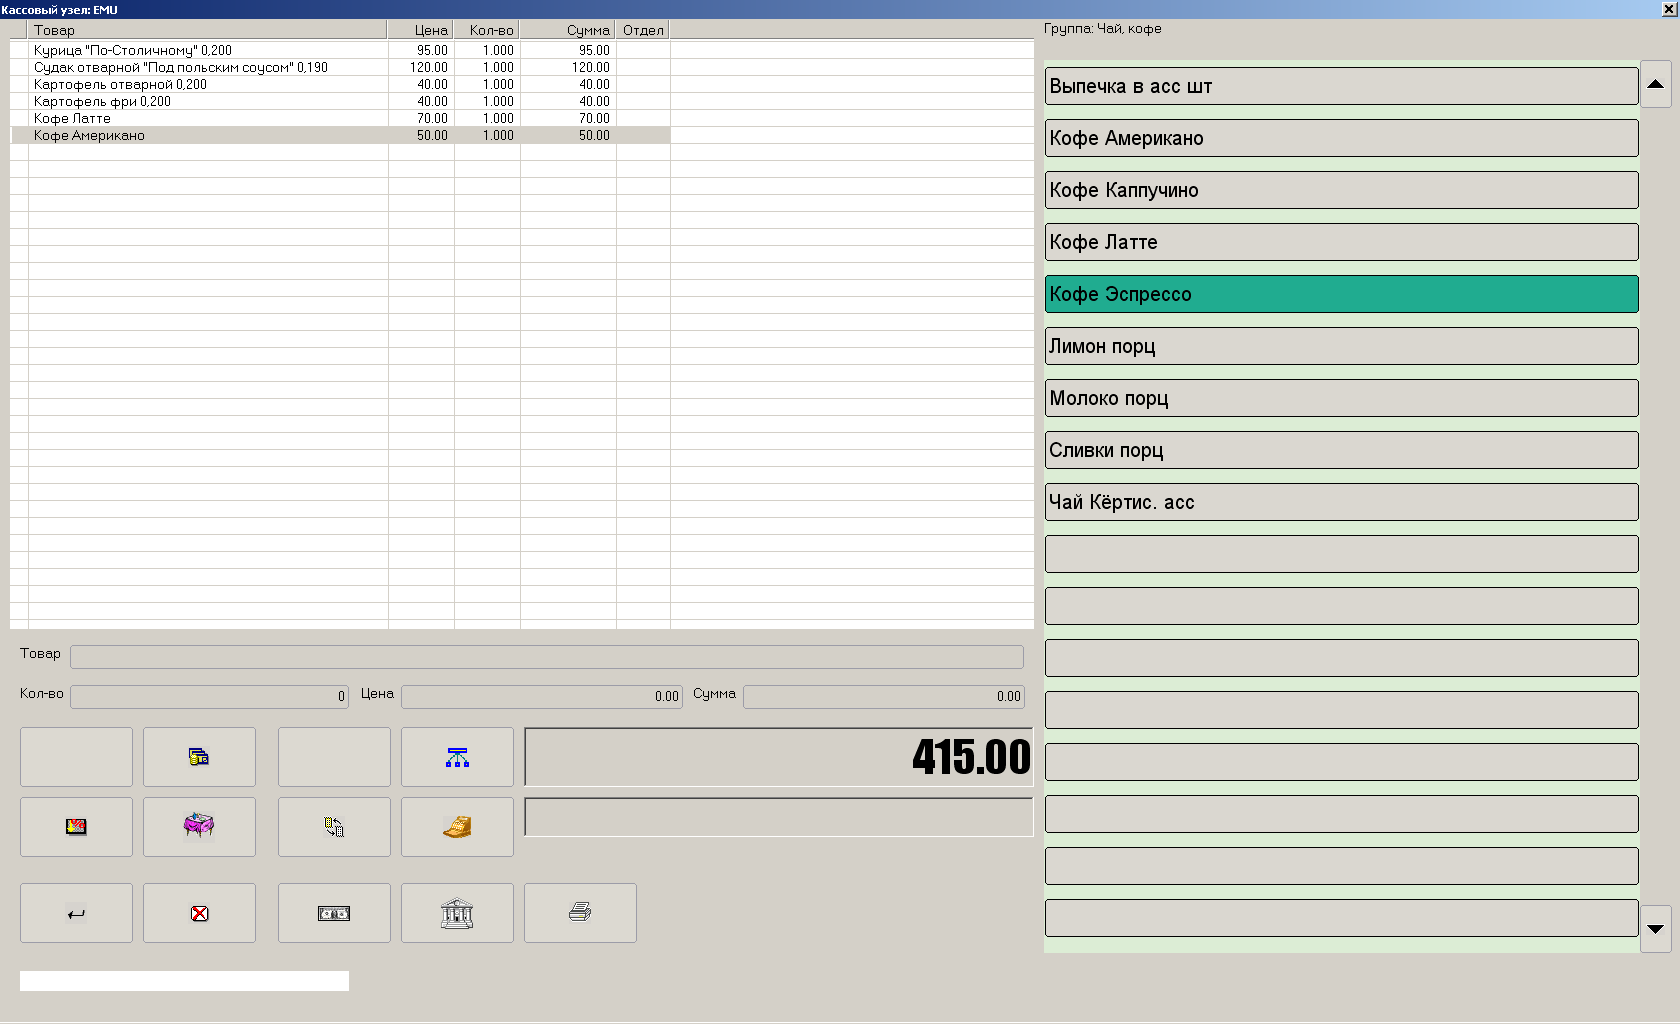 Кассовый узел: EMU
Товар Цена Кол-во Сумма Отдел
Курица "По-Столичному" 0,200 95.00 1.000 95.00
Судак отварной "Под польским соусом" 0,190 120.00 1.000 120.00
Картофель отварной 0,200 40.00 1.000 40.00
Картофель фри 0,200 40.00 1.000 40.00
Кофе Латте 70.00 1.000 70.00
Кофе Американо 50.00 1.000 50.00
Товар
Кол-во 0 Цена 0.00 Сумма 0.00
415.00
Группа: Чай, кофе
Выпечка в асс шт
Кофе Американо
Кофе Каппучино
Кофе Латте
Кофе Эспрессо
Лимон порц
Молоко порц
Сливки порц
Чай Кёртис. асс